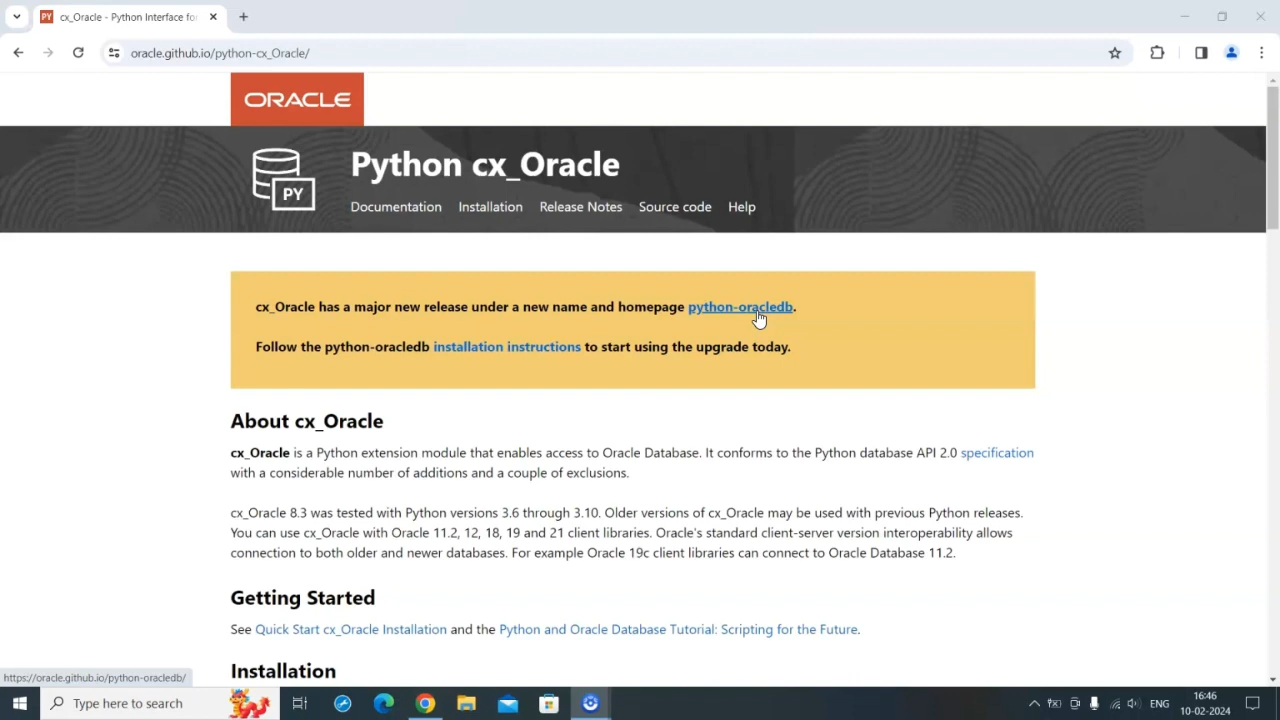 PY cx_Oracle - Python Interface for
oracle.github.io/python-cx_Oracle/
ORACLE
PY
Python cx_Oracle
Documentation Installation Release Notes Source code Help
cx_Oracle has a major new release under a new name and homepage python-oracledb.
Follow the python-oracledb installation instructions to start using the upgrade today.
About cx_Oracle
cx_Oracle is a Python extension module that enables access to Oracle Database. It conforms to the Python database API 2.0 specification
with a considerable number of additions and a couple of exclusions.
cx_Oracle 8.3 was tested with Python versions 3.6 through 3.10. Older versions of cx_Oracle may be used with previous Python releases.
You can use cx_Oracle with Oracle 11.2, 12, 18, 19 and 21 client libraries. Oracle's standard client-server version interoperability allows
connection to both older and newer databases. For example Oracle 19c client libraries can connect to Oracle Database 11.2.
Getting Started
See Quick Start cx_Oracle Installation and the Python and Oracle Database Tutorial: Scripting for the Future.
Installation
https://oracle.github.io/python-oracledb/
Type here to search
ENG
16:46
10-02-2024